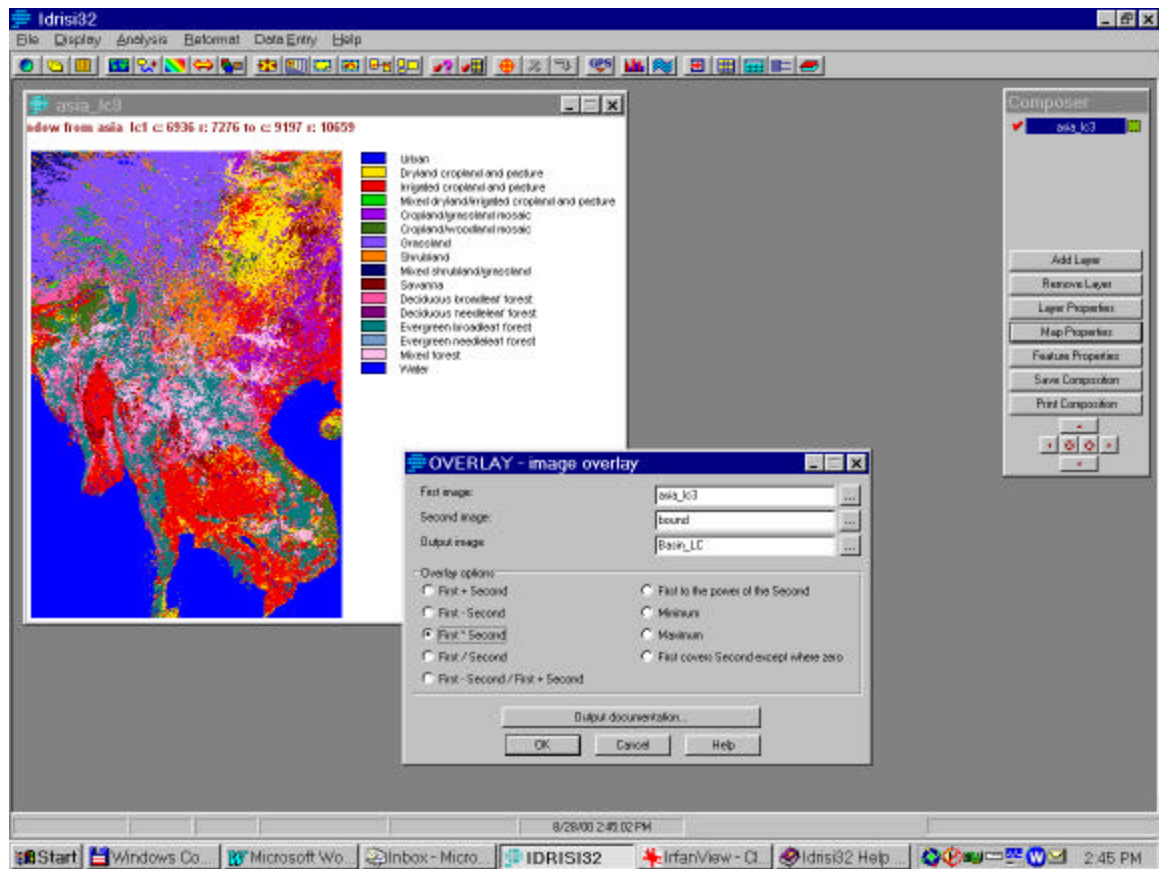 Idrisi32
File Display Analysis Reformat Data Entry Help
asia_lc3
ndow from asia_lc1 c: 6936 r: 7276 to c: 9197 r: 10659
Urban
Dryland cropland and pasture
Irrigated cropland and pasture
Mixed dryland/irrigated cropland and pasture
Cropland/grassland mosaic
Cropland/woodland mosaic
Grassland
Shrubland
Mixed shrubland/grassland
Savanna
Deciduous broadleaf forest
Deciduous needleleaf forest
Evergreen broadleaf forest
Evergreen needleleaf forest
Mixed forest
Water
Composer
asia_lc3
Add Layer
Remove Layer
Layer Properties
Map Properties
Feature Properties
Save Composition
Print Composition
OVERLAY - image overlay
First image: asia_lc3 ...
Second image: bound ...
Output image: Basin_LC ...
Overlay options
First + Second
First - Second
First * Second
First / Second
First - Second / First + Second
First to the power of the Second
Minimum
Maximum
First covers Second except where zero
Output documentation...
OK Cancel Help
8/28/00 2:45:02 PM
Start Windows Co... Microsoft Wo... Inbox - Micro... IDRISI32 IrfanView - Cl... Idrisi32 Help ... 2:45 PM